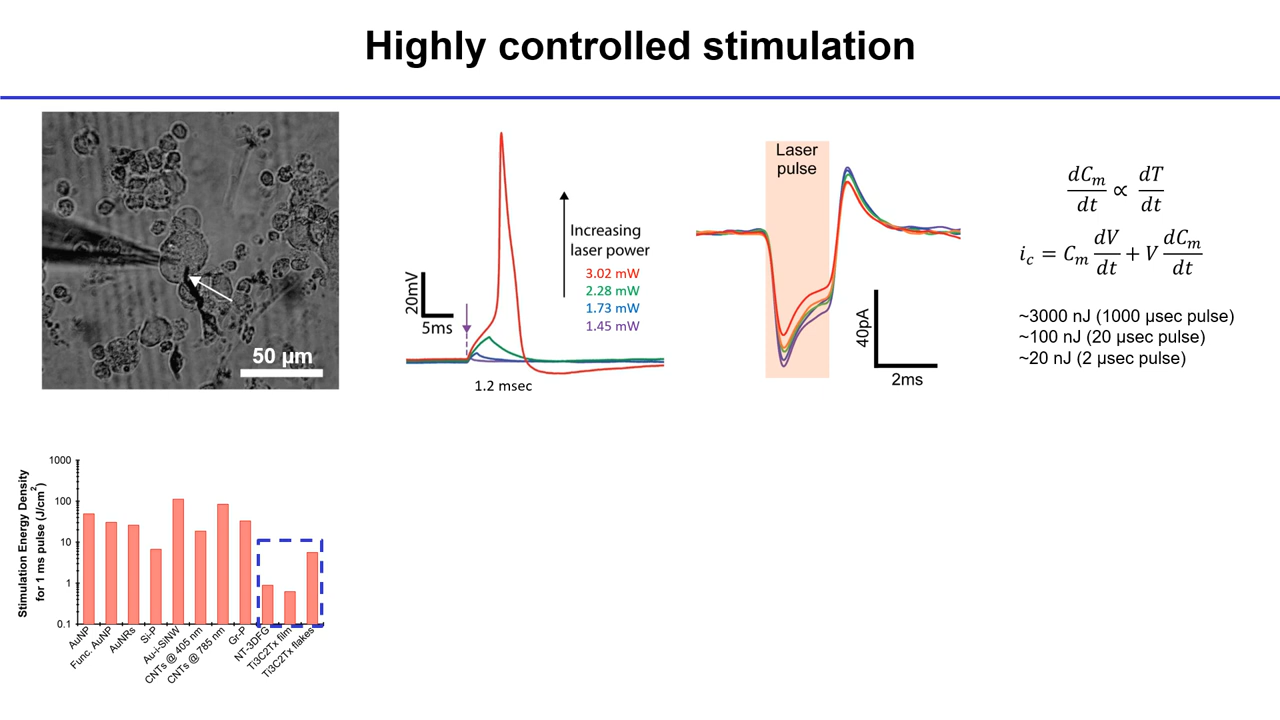 Highly controlled stimulation
50 µm
20mV
5ms
1.2 msec
Increasing
laser power
3.02 mW
2.28 mW
1.73 mW
1.45 mW
Laser
pulse
40pA
2ms
dC_m/dt ∝ dT/dt
i_c = C_m dV/dt + V dC_m/dt
~3000 nJ (1000 µsec pulse)
~100 nJ (20 µsec pulse)
~20 nJ (2 µsec pulse)
Stimulation Energy Density
for 1 ms pulse (J/cm²)
1000
100
10
1
0.1
AuNP
Func. AuNP
AuNRs
Si-P
Au-i-SiNW
CNTs @ 405 nm
CNTs @ 785 nm
Gr-P
NT-3DFG
Ti3C2Tx film
Ti3C2Tx flakes